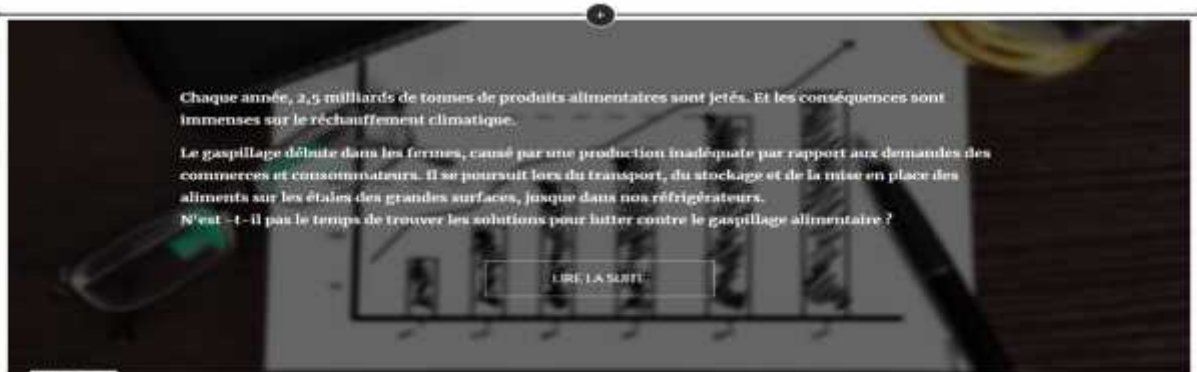 Chaque année, 2,5 milliards de tonnes de produits alimentaires sont jetés. Et les conséquences sont
immenses sur le réchauffement climatique.
Le gaspillage débute dans les fermes, causé par une production inadéquate par rapport aux demandes des
commerces et consommateurs. Il se poursuit lors du transport, du stockage et de la mise en place des
aliments sur les étales des grandes surfaces, jusque dans nos réfrigérateurs.
N'est -t-il pas le temps de trouver les solutions pour lutter contre le gaspillage alimentaire ?
LIRE LA SUITE